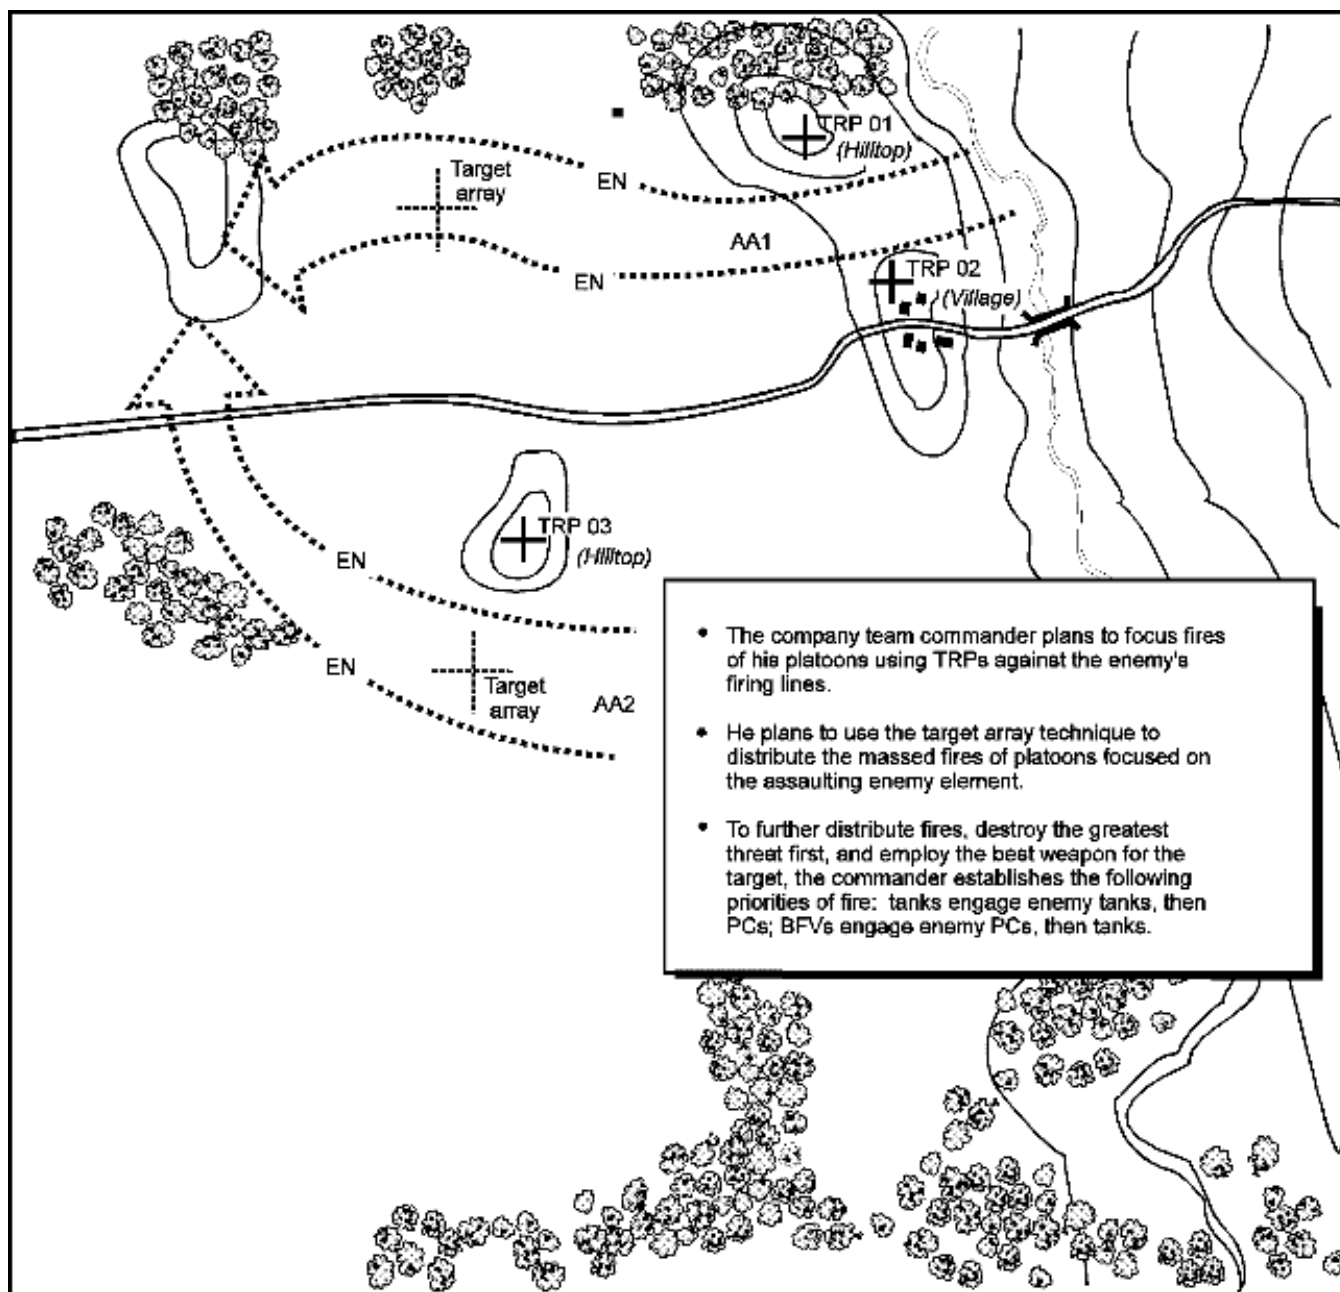 TRP 01
(Hilltop)
Target
array
EN
AA1
EN
TRP 02
(Village)
TRP 03
(Hilltop)
EN
EN
Target
array
AA2
• The company team commander plans to focus fires
of his platoons using TRPs against the enemy's
firing lines.
• He plans to use the target array technique to
distribute the massed fires of platoons focused on
the assaulting enemy element.
• To further distribute fires, destroy the greatest
threat first, and employ the best weapon for the
target, the commander establishes the following
priorities of fire: tanks engage enemy tanks, then
PCs; BFVs engage enemy PCs, then tanks.